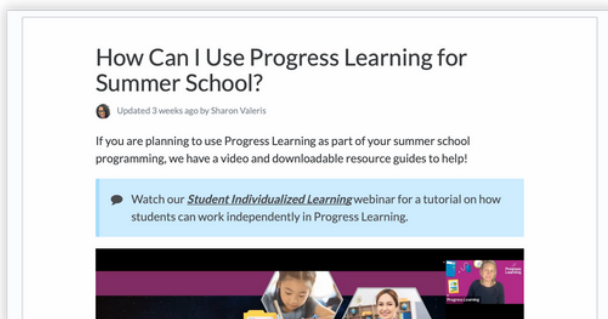 How Can I Use Progress Learning for
Summer School?
Updated 3 weeks ago by Sharon Valeris
If you are planning to use Progress Learning as part of your summer school
programming, we have a video and downloadable resource guides to help!
Watch our Student Individualized Learning webinar for a tutorial on how
students can work independently in Progress Learning.
Progress
Learning
Progress Learning